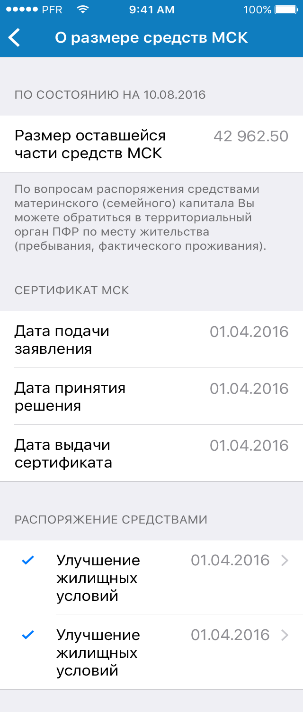 PFR 9:41 AM 100%
О размере средств МСК
ПО СОСТОЯНИЮ НА 10.08.2016
Размер оставшейся 42 962.50
части средств МСК
По вопросам распоряжения средствами
материнского (семейного) капитала Вы
можете обратиться в территориальный
орган ПФР по месту жительства
(пребывания, фактического проживания).
СЕРТИФИКАТ МСК
Дата подачи 01.04.2016
заявления
Дата принятия 01.04.2016
решения
Дата выдачи 01.04.2016
сертификата
РАСПОРЯЖЕНИЕ СРЕДСТВАМИ
Улучшение 01.04.2016
жилищных
условий
Улучшение 01.04.2016
жилищных
условий